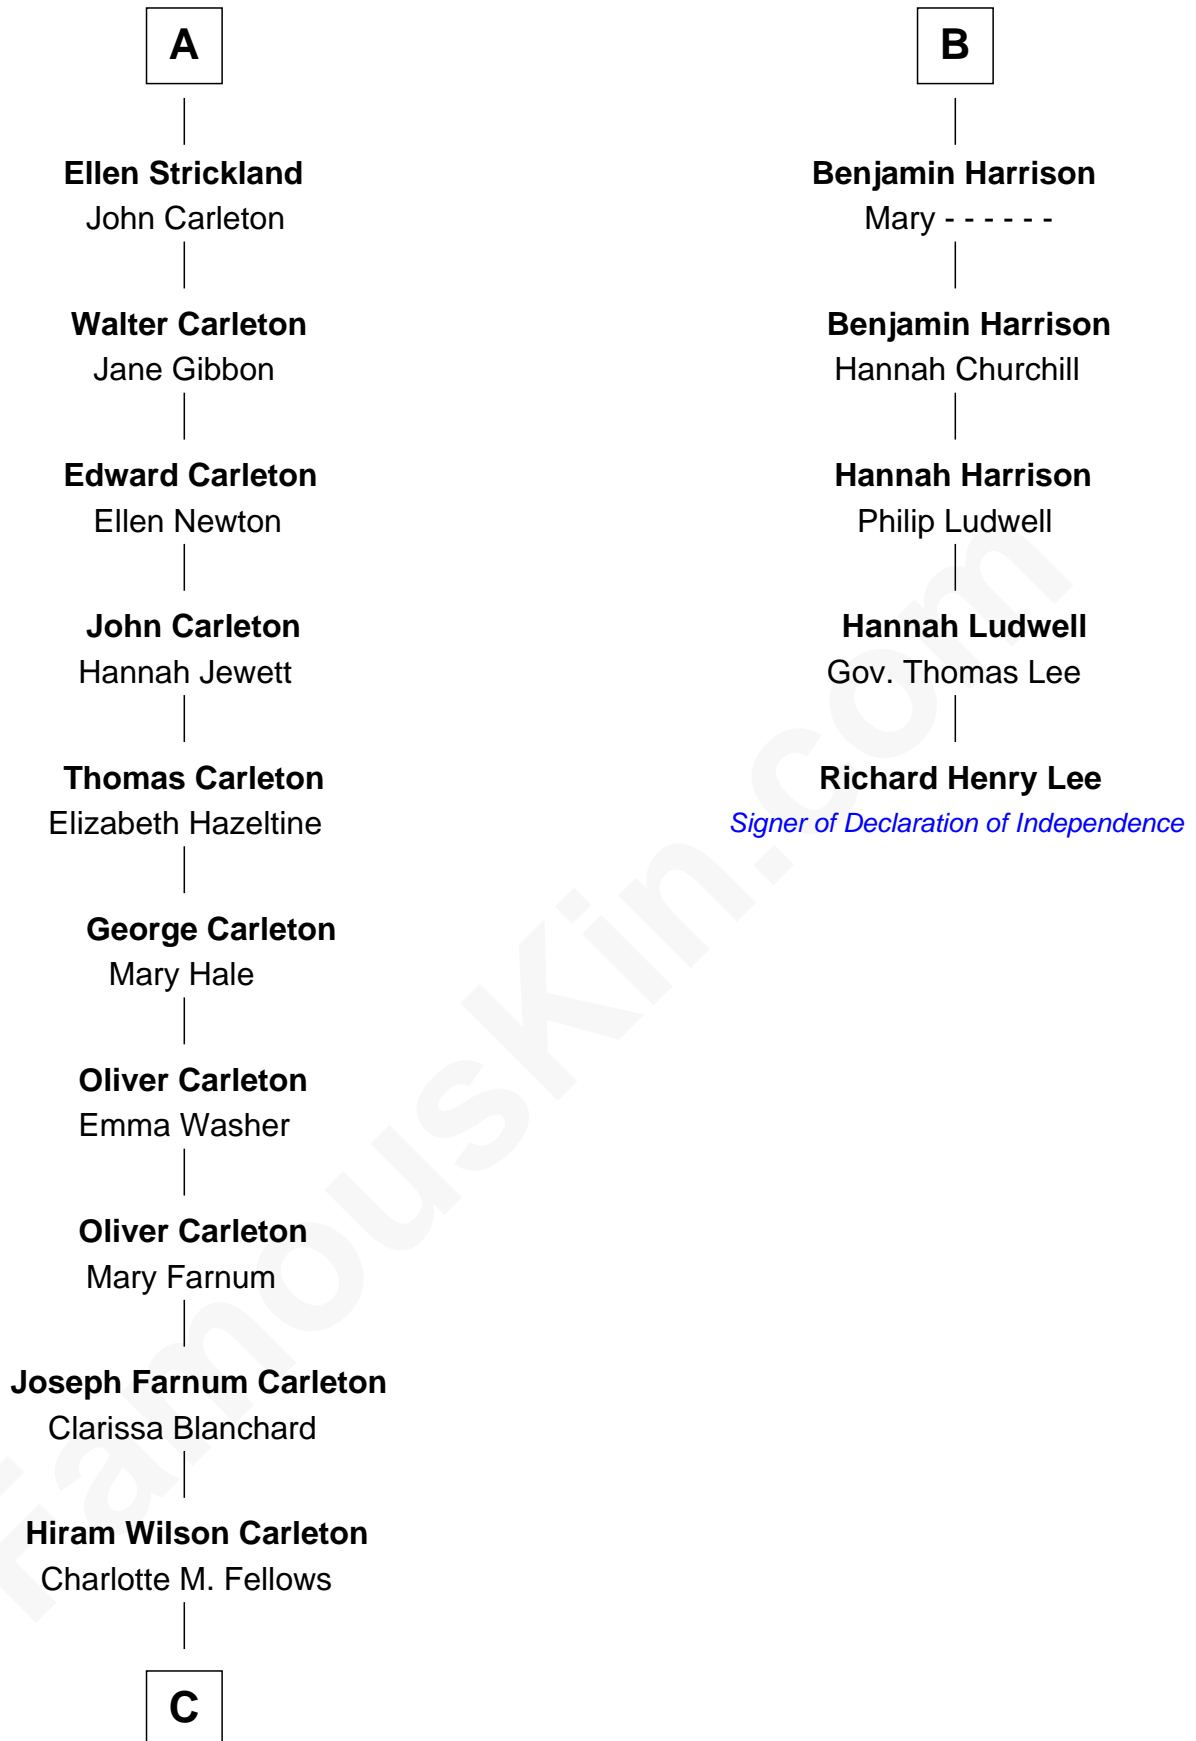 A
Ellen Strickland
John Carleton
Walter Carleton
Jane Gibbon
Edward Carleton
Ellen Newton
John Carleton
Hannah Jewett
Thomas Carleton
Elizabeth Hazeltine
George Carleton
Mary Hale
Oliver Carleton
Emma Washer
Oliver Carleton
Mary Farnum
Joseph Farnum Carleton
Clarissa Blanchard
Hiram Wilson Carleton
Charlotte M. Fellows
C
B
Benjamin Harrison
Mary - - - - - -
Benjamin Harrison
Hannah Churchill
Hannah Harrison
Philip Ludwell
Hannah Ludwell
Gov. Thomas Lee
Richard Henry Lee
Signer of Declaration of Independence
FamousKin.com